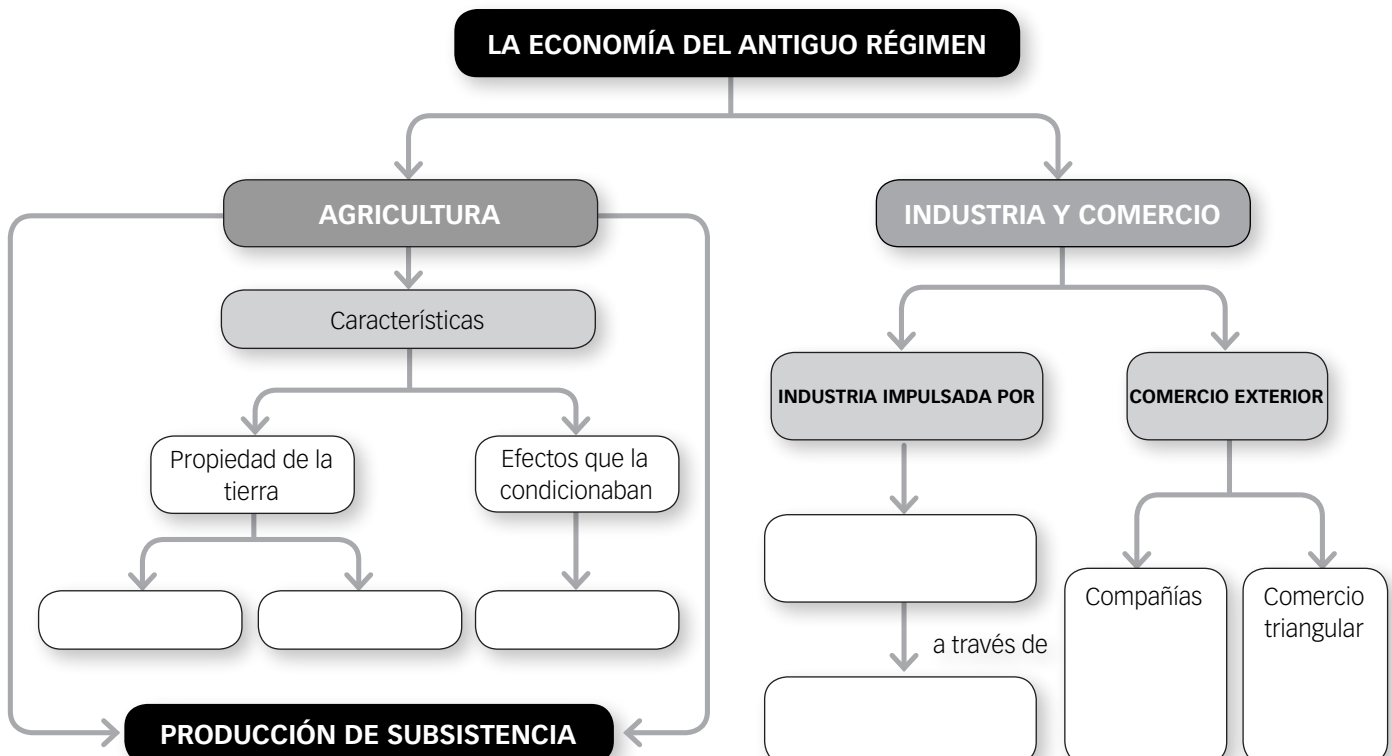 LA ECONOMÍA DEL ANTIGUO RÉGIMEN
AGRICULTURA
INDUSTRIA Y COMERCIO
Características
INDUSTRIA IMPULSADA POR
COMERCIO EXTERIOR
Propiedad de la
tierra
Efectos que la
condicionaban
Compañías
Comercio
triangular
a través de
PRODUCCIÓN DE SUBSISTENCIA